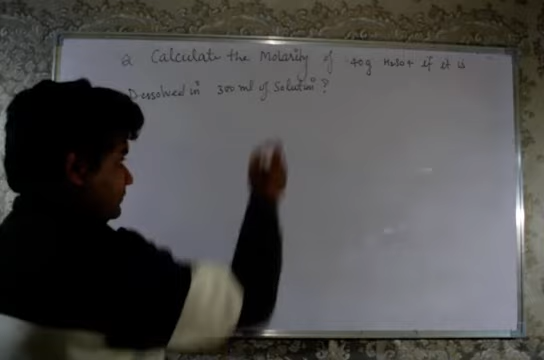 Q Calculate the Molarity of 40g H2SO4 if it is
Dissolved in 300 ml of Solution ?